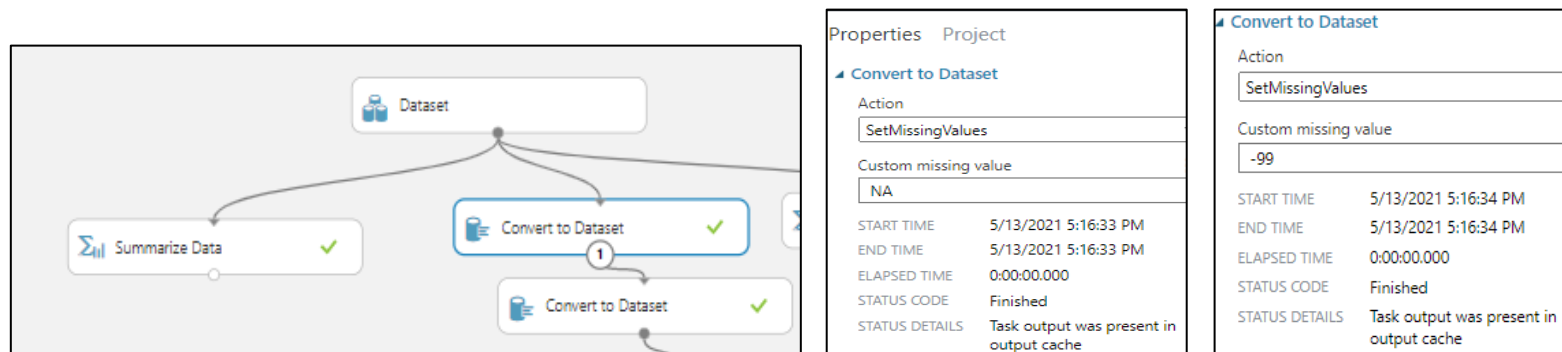 Dataset
Summarize Data
Convert to Dataset
1
Convert to Dataset
Properties Project
Convert to Dataset
Action
SetMissingValues
Custom missing value
NA
START TIME 5/13/2021 5:16:33 PM
END TIME 5/13/2021 5:16:33 PM
ELAPSED TIME 0:00:00.000
STATUS CODE Finished
STATUS DETAILS Task output was present in
output cache
Convert to Dataset
Action
SetMissingValues
Custom missing value
-99
START TIME 5/13/2021 5:16:34 PM
END TIME 5/13/2021 5:16:34 PM
ELAPSED TIME 0:00:00.000
STATUS CODE Finished
STATUS DETAILS Task output was present in
output cache